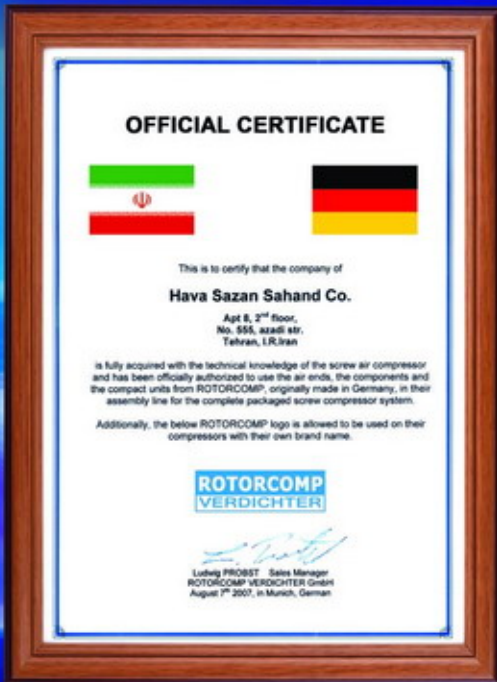 OFFICIAL CERTIFICATE
This is to certify that the company of
Hava Sazan Sahand Co.
Apt 8, 2nd floor,
No. 555, azadi str.
Tehran, I.R.Iran
is fully acquired with the technical knowledge of the screw air compressor
and has been officially authorized to use the air ends, the components and
the compact units from ROTORCOMP, originally made in Germany, in their
assembly line for the complete packaged screw compressor system.
Additionally, the below ROTORCOMP logo is allowed to be used on their
compressors with their own brand name.
ROTORCOMP
VERDICHTER
Ludwig PROBST Sales Manager
ROTORCOMP VERDICHTER GmbH
August 7th 2007, in Munich, German